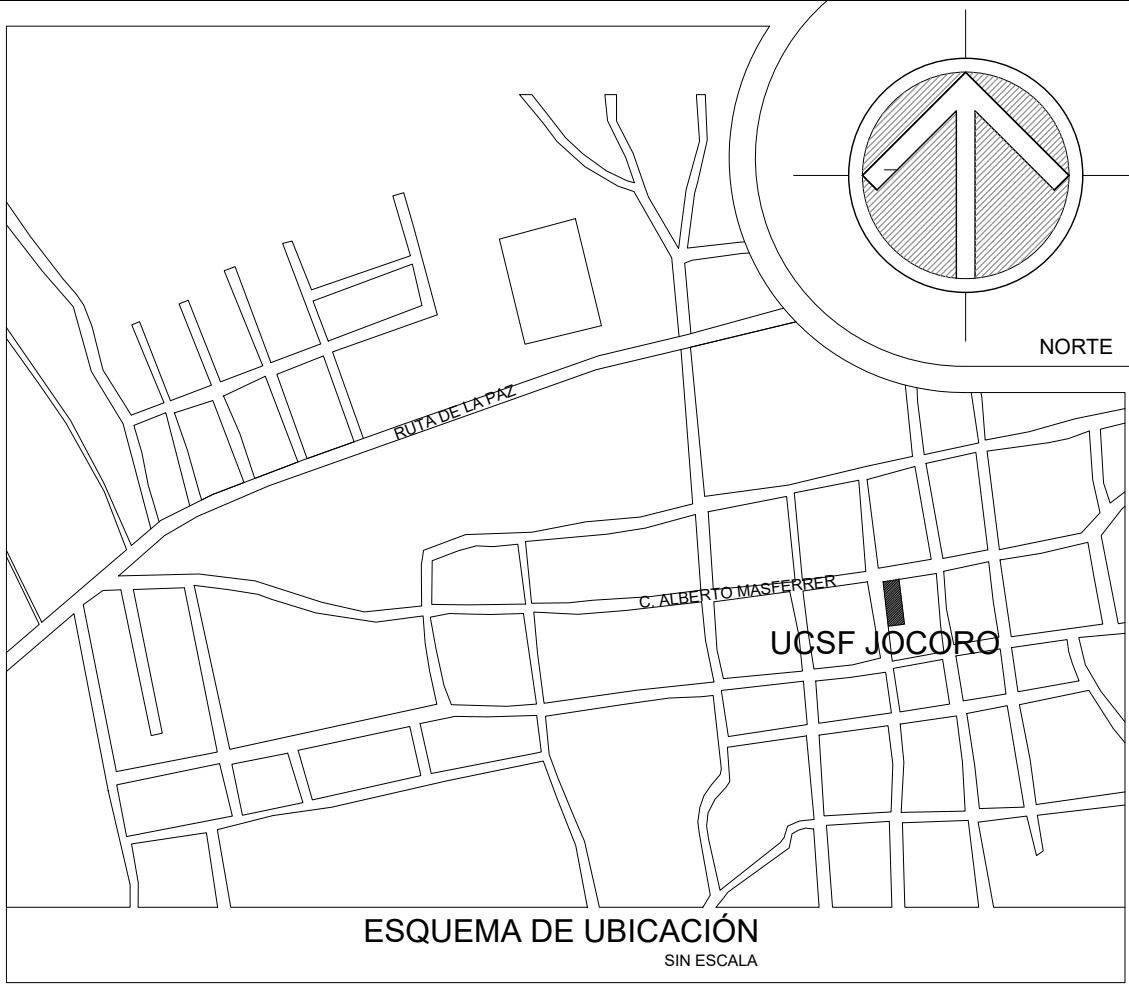 NORTE
RUTA DE LA PAZ
C. ALBERTO MASFERRER
UCSF JOCORO
ESQUEMA DE UBICACIÓN
SIN ESCALA